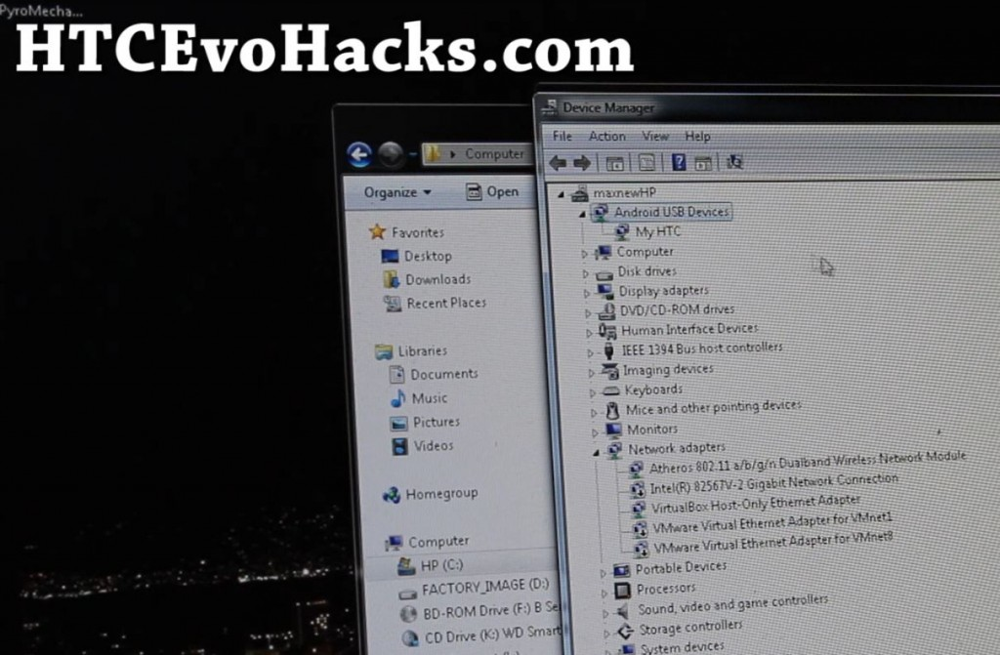 PyroMecha...
HTCEvoHacks.com
Computer
Organize
Open
Favorites
Desktop
Downloads
Recent Places
Libraries
Documents
Music
Pictures
Videos
Homegroup
Computer
HP (C:)
FACTORY_IMAGE (D:)
BD-ROM Drive (F:) B Se
CD Drive (K:) WD Smart
Device Manager
File Action View Help
maxnewHP
Android USB Devices
My HTC
Computer
Disk drives
Display adapters
DVD/CD-ROM drives
Human Interface Devices
IEEE 1394 Bus host controllers
Imaging devices
Keyboards
Mice and other pointing devices
Monitors
Network adapters
Atheros 802.11 a/b/g/n Dualband Wireless Network Module
Intel(R) 82567V-2 Gigabit Network Connection
VirtualBox Host-Only Ethernet Adapter
VMware Virtual Ethernet Adapter for VMnet1
VMware Virtual Ethernet Adapter for VMnet8
Portable Devices
Processors
Sound, video and game controllers
Storage controllers
System devices